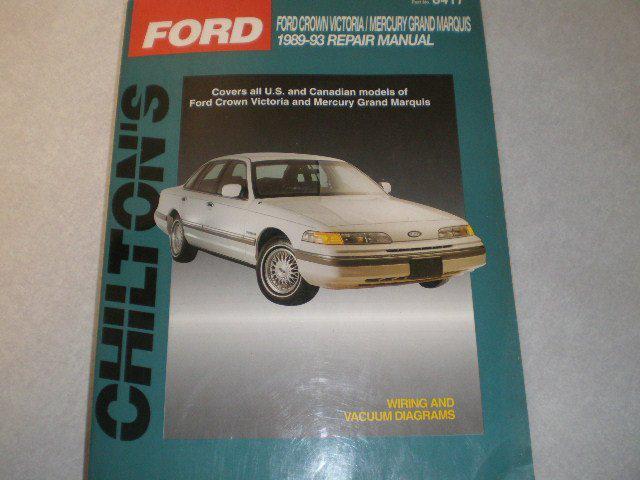 Part No.
FORD
FORD CROWN VICTORIA/MERCURY GRAND MARQUIS
1989-93 REPAIR MANUAL
Covers all U.S. and Canadian models of
Ford Crown Victoria and Mercury Grand Marquis
CHILTON'S
WIRING AND
VACUUM DIAGRAMS